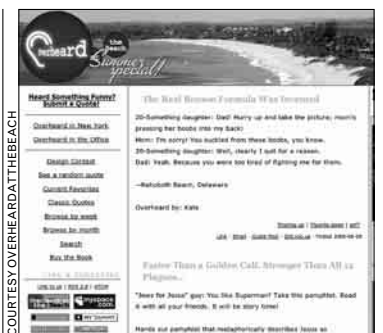 COURTESY OVERHEARDATTHEBEACH
overheard
the
Beach
Summer
Special!
Heard Something Funny?
Submit a Quote!
Overheard in New York
Overheard in the Office
Design Contest
See a random quote
Current Favorites
Classic Quotes
Browse by week
Browse by month
Search
Buy the Book
myspace.com
The Real Reason Formula Was Invented
20-Something daughter: Dad! Hurry up and take the picture; mom's
pressing her boobs into my back!
Mom: I'm sorry! You suckled from these boobs, you know.
20-Something daughter: Well, clearly I quit for a reason.
Dad: Yeah. Because you were too tired of fighting me for them.
--Rehoboth Beach, Delaware
Overheard by: Kate
Link Email
Faster Than a Golden Calf, Stronger Than All 12
Plagues..
"Jews for Jesus" guy: You like Superman? Take this pamphlet. Read
it with all your friends. It will be story time!
Hands out pamphlet that metaphorically describes Jesus as